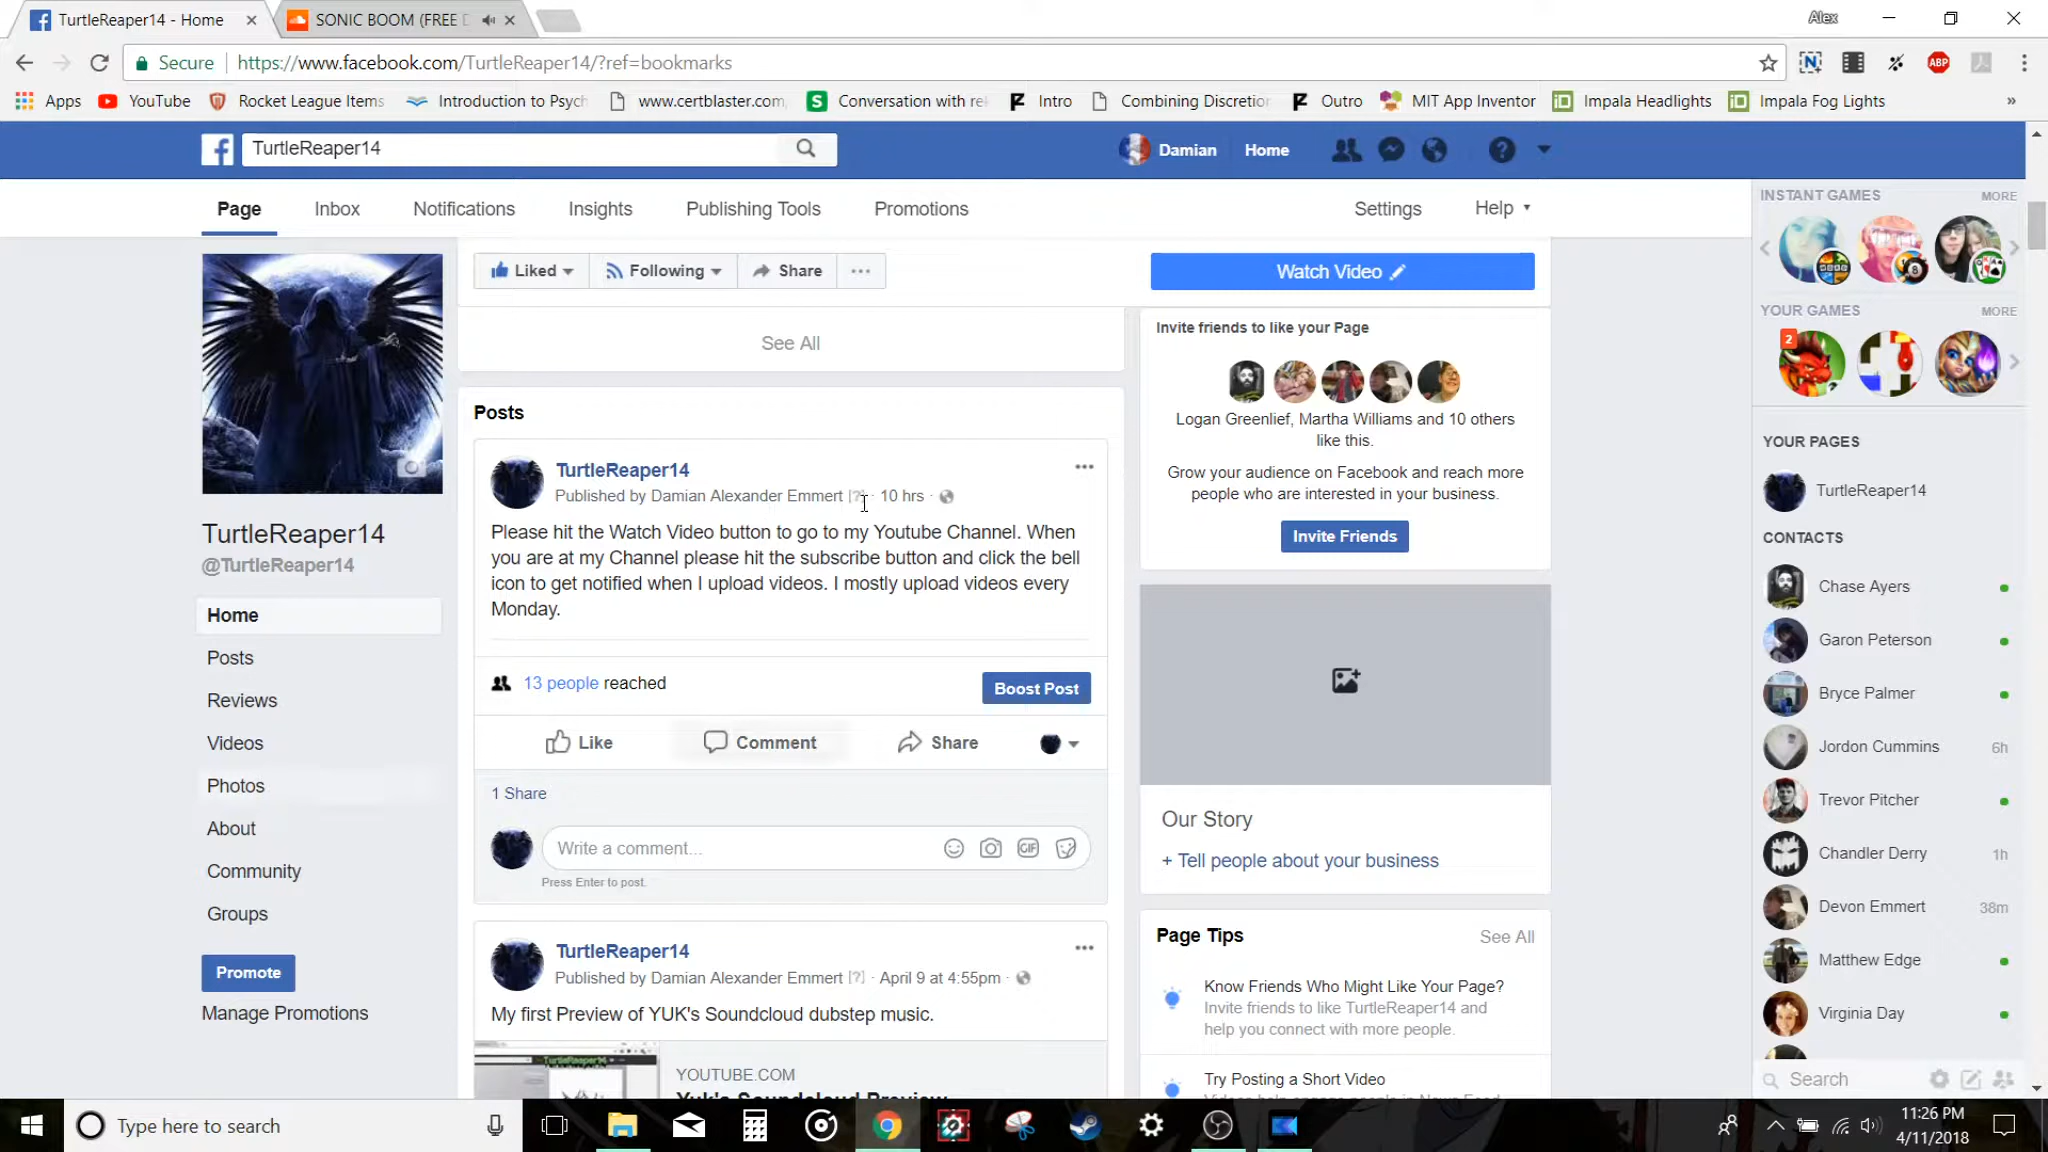 TurtleReaper14 - Home
SONIC BOOM (FREE D
Alex
Secure
https://www.facebook.com/TurtleReaper14/?ref=bookmarks
ABP
Apps
YouTube
Rocket League Items
Introduction to Psych
www.certblaster.com
Conversation with rel
Intro
Combining Discretio
Outro
MIT App Inventor
Impala Headlights
Impala Fog Lights
TurtleReaper14
Damian
Home
Page
Inbox
Notifications
Insights
Publishing Tools
Promotions
Settings
Help
Liked
Following
Share
Watch Video
See All
Posts
TurtleReaper14
Published by Damian Alexander Emmert [?] · 10 hrs ·
Please hit the Watch Video button to go to my Youtube Channel. When
you are at my Channel please hit the subscribe button and click the bell
icon to get notified when I upload videos. I mostly upload videos every
Monday.
13 people reached
Boost Post
Like
Comment
Share
1 Share
Write a comment...
GIF
Press Enter to post.
TurtleReaper14
Published by Damian Alexander Emmert [?] · April 9 at 4:55pm ·
My first Preview of YUK's Soundcloud dubstep music.
YOUTUBE.COM
Yuk's Soundcloud Preview
TurtleReaper14
@TurtleReaper14
Home
Posts
Reviews
Videos
Photos
About
Community
Groups
Promote
Manage Promotions
Invite friends to like your Page
Logan Greenlief, Martha Williams and 10 others
like this.
Grow your audience on Facebook and reach more
people who are interested in your business.
Invite Friends
Our Story
+ Tell people about your business
Page Tips
See All
Know Friends Who Might Like Your Page?
Invite friends to like TurtleReaper14 and
help you connect with more people.
Try Posting a Short Video
INSTANT GAMES
MORE
YOUR GAMES
MORE
2
YOUR PAGES
TurtleReaper14
CONTACTS
Chase Ayers
Garon Peterson
Bryce Palmer
Jordon Cummins 6h
Trevor Pitcher
Chandler Derry 1h
Devon Emmert 38m
Matthew Edge
Virginia Day
Search
Type here to search
11:26 PM
4/11/2018